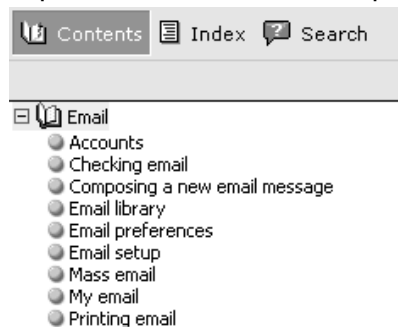 Contents Index Search
Email
Accounts
Checking email
Composing a new email message
Email library
Email preferences
Email setup
Mass email
My email
Printing email